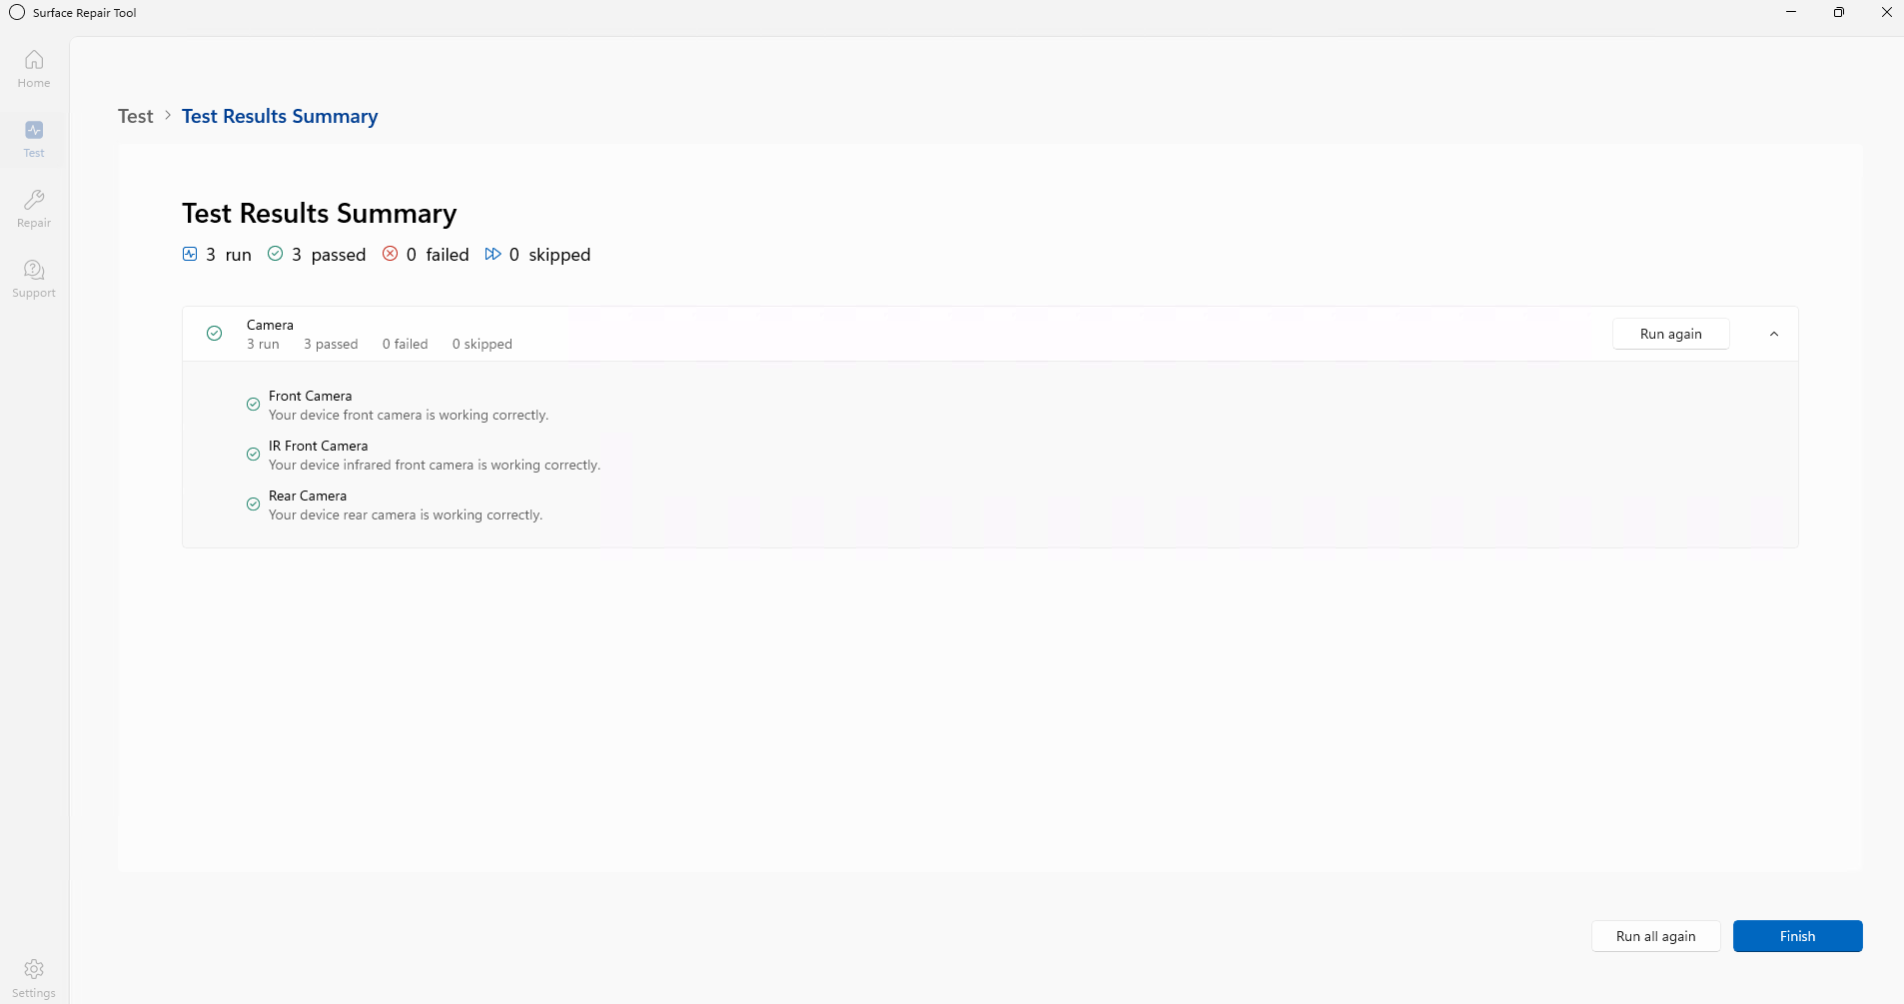 Surface Repair Tool
Home
Test
Repair
Support
Settings
Test > Test Results Summary
Test Results Summary
3 run 3 passed 0 failed 0 skipped
Camera
3 run 3 passed 0 failed 0 skipped
Run again
Front Camera
Your device front camera is working correctly.
IR Front Camera
Your device infrared front camera is working correctly.
Rear Camera
Your device rear camera is working correctly.
Run all again
Finish